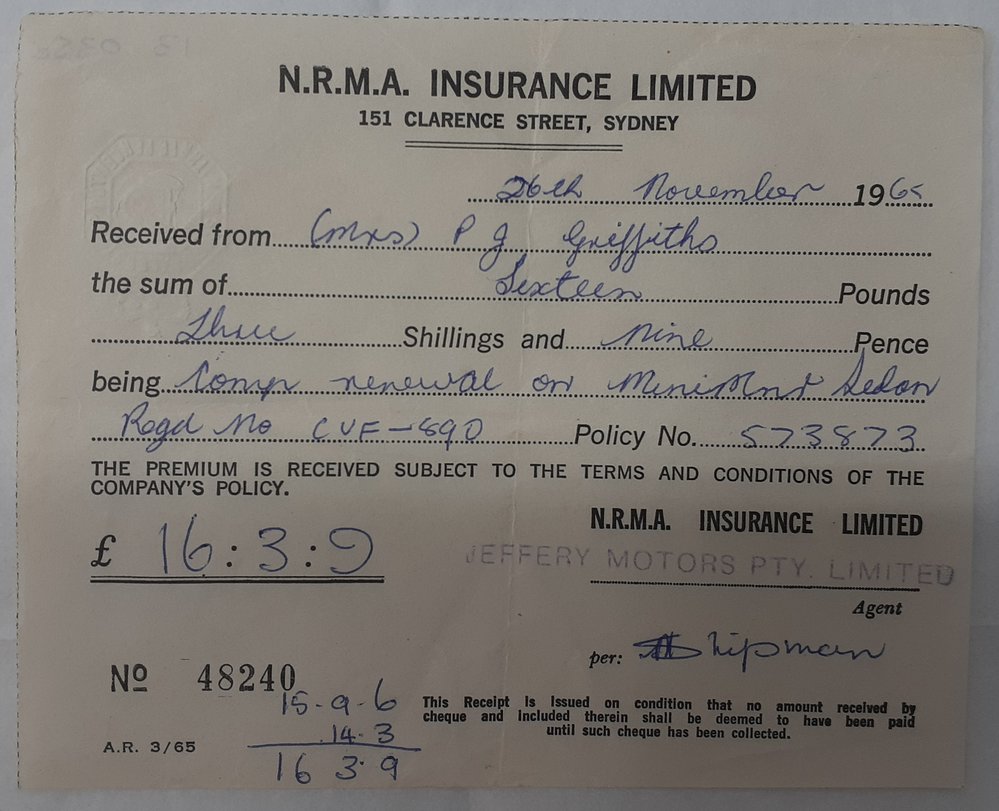 N.R.M.A. INSURANCE LIMITED
151 CLARENCE STREET, SYDNEY
26th November 1965
Received from (Mrs) P J Griffiths
the sum of Sixteen Pounds
Three Shillings and Nine Pence
being Comp renewal on Mini Sedan
Regd No CVF-890 Policy No. 573873
THE PREMIUM IS RECEIVED SUBJECT TO THE TERMS AND CONDITIONS OF THE
COMPANY'S POLICY.
£ 16:3:9
N.R.M.A. INSURANCE LIMITED
JEFFERY MOTORS PTY. LIMITED
Agent
per: Shipman
Nº 48240
15-9-6
14-3
16 3 9
A.R. 3/65
This Receipt is Issued on condition that no amount received by
cheque and included therein shall be deemed to have been paid
until such cheque has been collected.